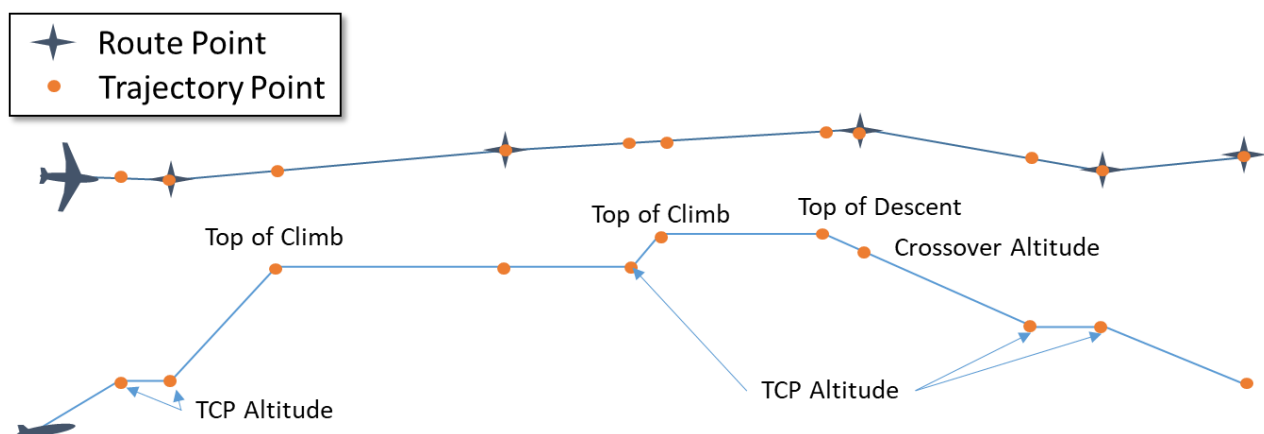 Route Point
Trajectory Point
Top of Climb
Top of Climb
Top of Descent
Crossover Altitude
TCP Altitude
TCP Altitude